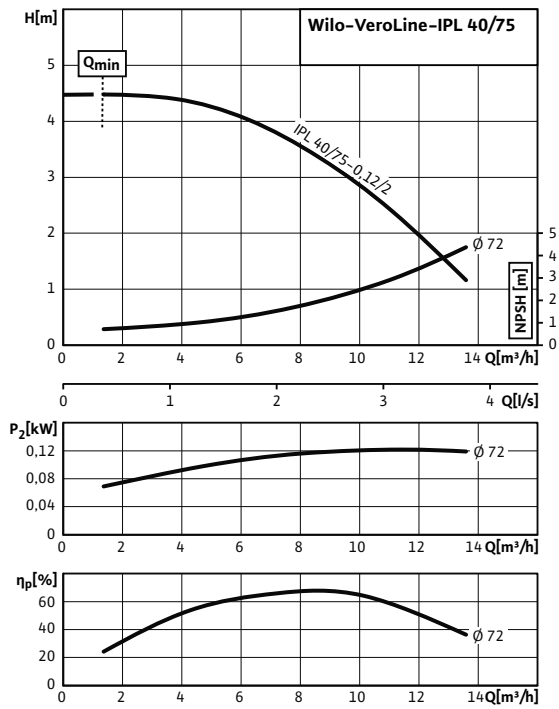 H[m]
Wilo-VeroLine-IPL 40/75
Qmin
5
4
3
2
1
0
IPL 40/75-0,12/2
Ø 72
5
4
3
2
1
0
NPSH [m]
0 2 4 6 8 10 12 14 Q[m³/h]
0 1 2 3 4 Q[l/s]
P₂[kW]
0,12
0,08
0,04
0
Ø 72
0 2 4 6 8 10 12 14 Q[m³/h]
ηp[%]
60
40
20
0
Ø 72
0 2 4 6 8 10 12 14 Q[m³/h]